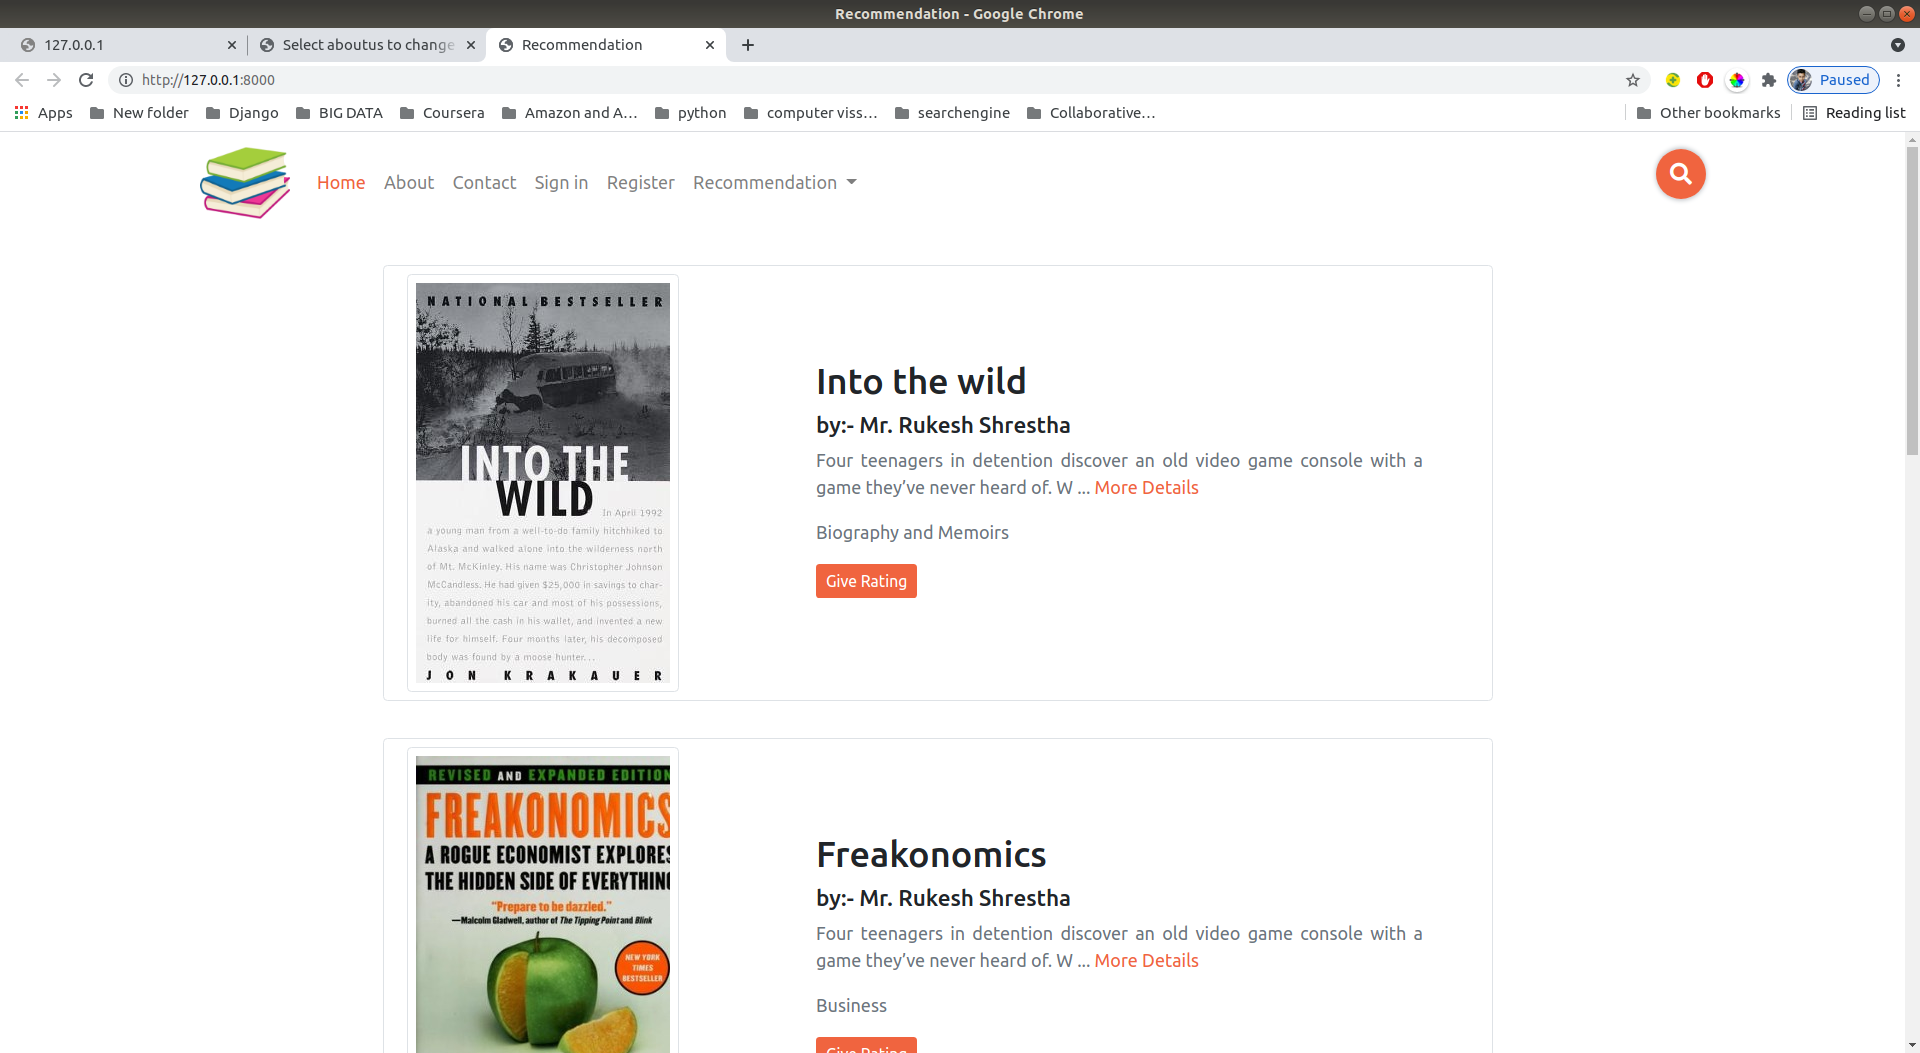 Recommendation - Google Chrome
127.0.0.1
Select aboutus to change
Recommendation
http://127.0.0.1:8000
Paused
Apps
New folder
Django
BIG DATA
Coursera
Amazon and A…
python
computer viss…
searchengine
Collaborative…
Other bookmarks
Reading list
Home
About
Contact
Sign in
Register
Recommendation
NATIONAL BESTSELLER
INTO THE
WILD
In April 1992
a young man from a well-to-do family hitchhiked to
Alaska and walked alone into the wilderness north
of Mt. McKinley. His name was Christopher Johnson
McCandless. He had given $25,000 in savings to char-
ity, abandoned his car and most of his possessions,
burned all the cash in his wallet, and invented a new
life for himself. Four months later, his decomposed
body was found by a moose hunter...
JON KRAKAUER
Into the wild
by:- Mr. Rukesh Shrestha
Four teenagers in detention discover an old video game console with a
game they’ve never heard of. W ... More Details
Biography and Memoirs
Give Rating
REVISED AND EXPANDED EDITION
FREAKONOMICS
A ROGUE ECONOMIST EXPLORES
THE HIDDEN SIDE OF EVERYTHING
"Prepare to be dazzled."
—Malcolm Gladwell, author of The Tipping Point and Blink
NEW YORK
TIMES
BESTSELLER
Freakonomics
by:- Mr. Rukesh Shrestha
Four teenagers in detention discover an old video game console with a
game they’ve never heard of. W ... More Details
Business
Give Rating